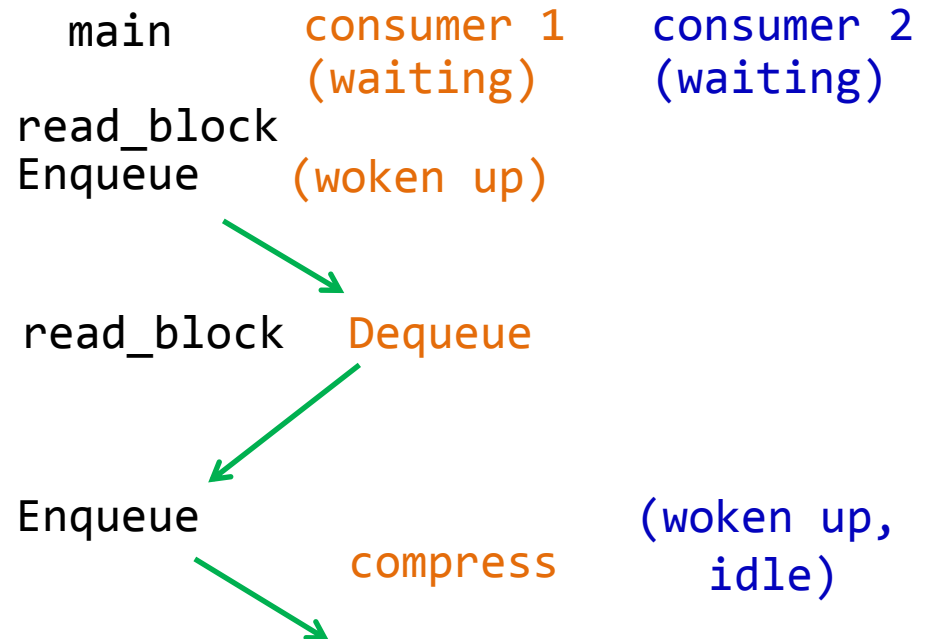 main consumer 1 consumer 2
(waiting) (waiting)
read_block
Enqueue (woken up)
read_block Dequeue
Enqueue (woken up,
compress idle)